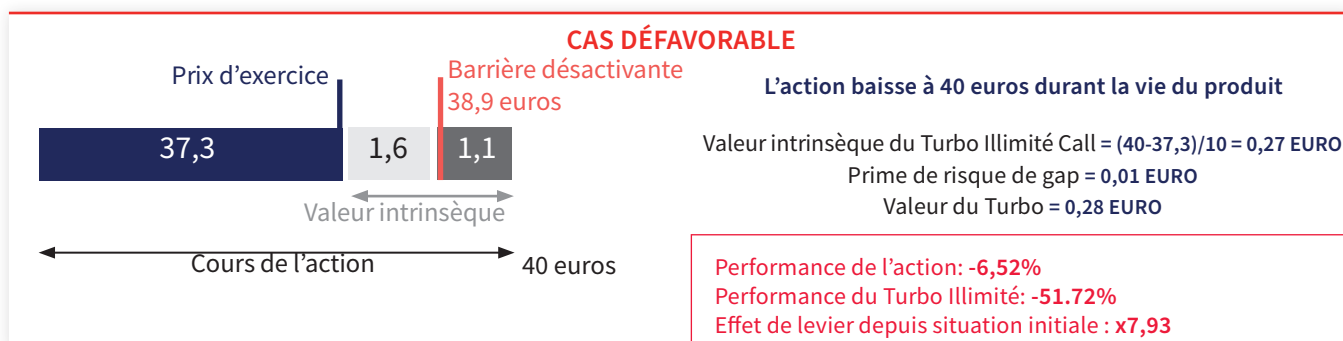 CAS DÉFAVORABLE
Prix d’exercice
Barrière désactivante
38,9 euros
37,3
1,6
1,1
Valeur intrinsèque
Cours de l’action
40 euros
L’action baisse à 40 euros durant la vie du produit
Valeur intrinsèque du Turbo Illimité Call = (40-37,3)/10 = 0,27 EURO
Prime de risque de gap = 0,01 EURO
Valeur du Turbo = 0,28 EURO
Performance de l’action: -6,52%
Performance du Turbo Illimité: -51.72%
Effet de levier depuis situation initiale : x7,93